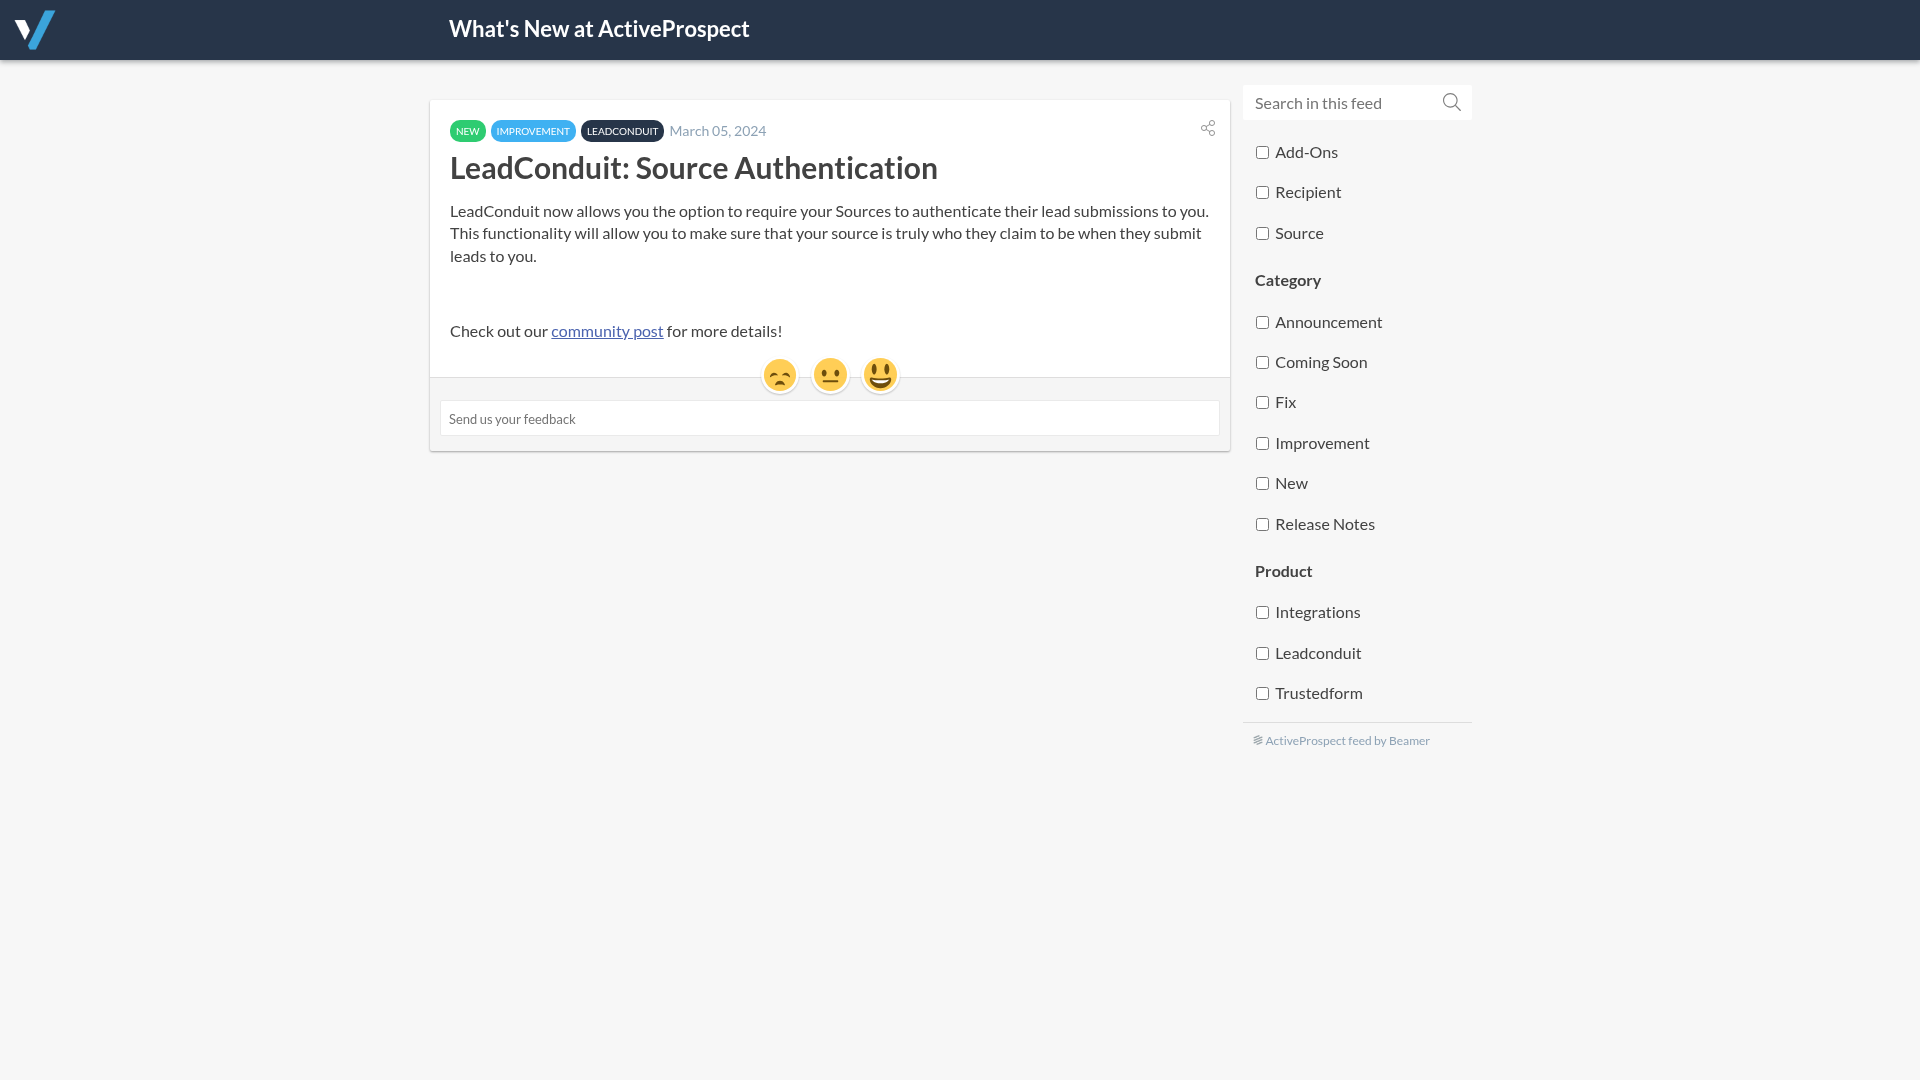 What's New at ActiveProspect
NEW IMPROVEMENT LEADCONDUIT March 05, 2024
LeadConduit: Source Authentication
LeadConduit now allows you the option to require your Sources to authenticate their lead submissions to you.
This functionality will allow you to make sure that your source is truly who they claim to be when they submit
leads to you.
Check out our community post for more details!
Send us your feedback
Search in this feed
Add-Ons
Recipient
Source
Category
Announcement
Coming Soon
Fix
Improvement
New
Release Notes
Product
Integrations
Leadconduit
Trustedform
ActiveProspect feed by Beamer